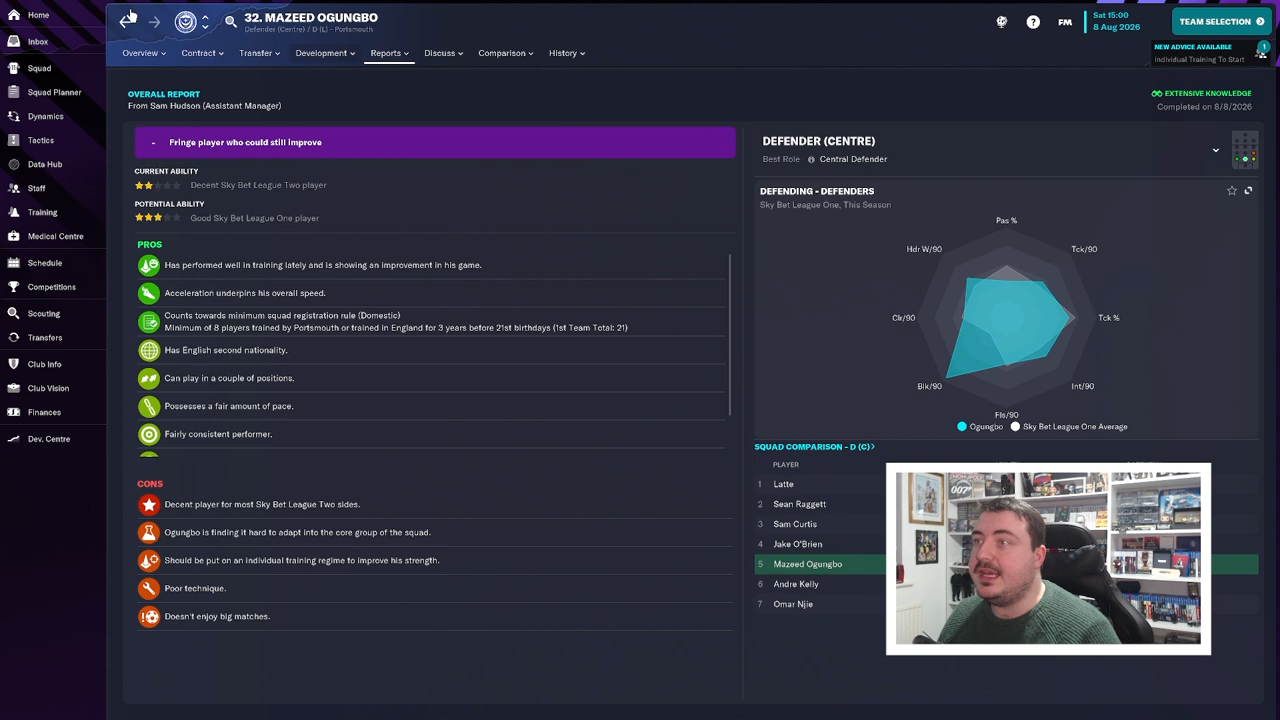 Home
Inbox
Squad
Squad Planner
Dynamics
Tactics
Data Hub
Staff
Training
Medical Centre
Schedule
Competitions
Scouting
Transfers
Club Info
Club Vision
Finances
Dev. Centre
32. MAZEED OGUNGBO
Defender (Centre) / D (L) - Portsmouth
FM
Sat 15:00
8 Aug 2026
TEAM SELECTION
Overview
Contract
Transfer
Development
Reports
Discuss
Comparison
History
NEW ADVICE AVAILABLE
1
Individual Training To Start
OVERALL REPORT
From Sam Hudson (Assistant Manager)
EXTENSIVE KNOWLEDGE
Completed on 8/8/2026
- Fringe player who could still improve
CURRENT ABILITY
Decent Sky Bet League Two player
POTENTIAL ABILITY
Good Sky Bet League One player
PROS
Has performed well in training lately and is showing an improvement in his game.
Acceleration underpins his overall speed.
Counts towards minimum squad registration rule (Domestic)
Minimum of 8 players trained by Portsmouth or trained in England for 3 years before 21st birthdays (1st Team Total: 21)
Has English second nationality.
Can play in a couple of positions.
Possesses a fair amount of pace.
Fairly consistent performer.
CONS
Decent player for most Sky Bet League Two sides.
Ogungbo is finding it hard to adapt into the core group of the squad.
Should be put on an individual training regime to improve his strength.
Poor technique.
Doesn't enjoy big matches.
DEFENDER (CENTRE)
Best Role Central Defender
DEFENDING - DEFENDERS
Sky Bet League One, This Season
Pas %
Hdr W/90
Tck/90
Clr/90
Tck %
Blk/90
Int/90
Fls/90
Ogungbo
Sky Bet League One Average
SQUAD COMPARISON - D (C)
PLAYER
1 Latte
2 Sean Raggett
3 Sam Curtis
4 Jake O'Brien
5 Mazeed Ogungbo
6 Andre Kelly
7 Omar Njie
007